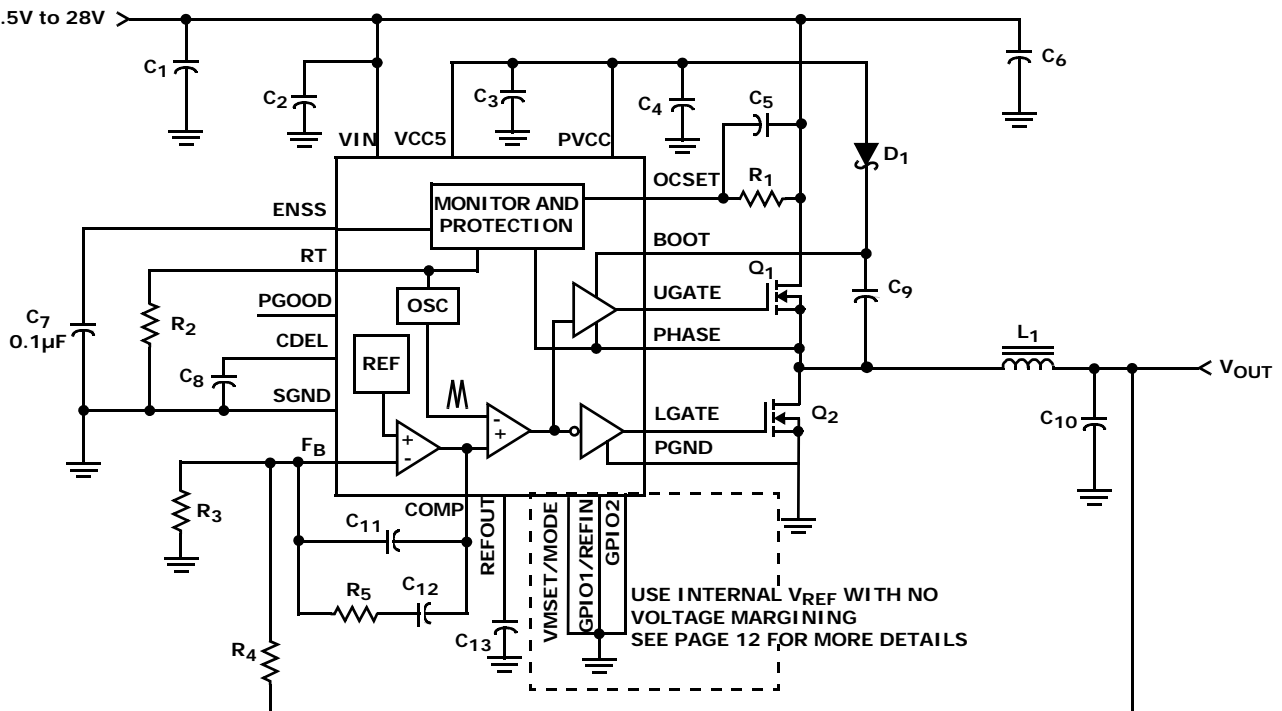 .5V to 28V
C1
C2
C3
C4
C5
C6
VIN
VCC5
PVCC
D1
OCSET
R1
MONITOR AND
PROTECTION
ENSS
BOOT
RT
Q1
C9
OSC
UGATE
PGOOD
C7
0.1µF
R2
PHASE
CDEL
REF
L1
VOUT
C8
SGND
LGATE
Q2
C10
+
-
-
+
FB
PGND
R3
COMP
C11
REFOUT
VMSET/MODE
GPIO1/REFIN
GPIO2
R5
C12
USE INTERNAL VREF WITH NO
VOLTAGE MARGINING
SEE PAGE 12 FOR MORE DETAILS
C13
R4